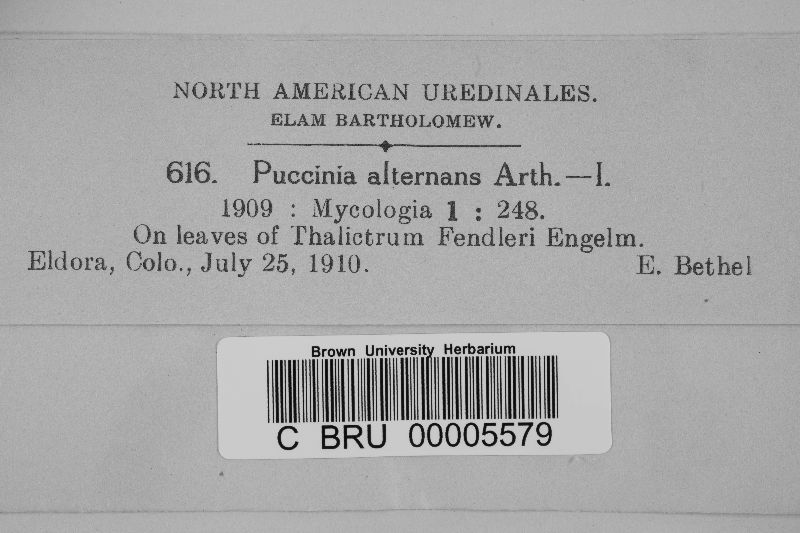 NORTH AMERICAN UREDINALES.
ELAM BARTHOLOMEW.
616. Puccinia alternans Arth.—I.
1909 : Mycologia 1 : 248.
On leaves of Thalictrum Fendleri Engelm.
Eldora, Colo., July 25, 1910. E. Bethel
Brown University Herbarium
C BRU 00005579